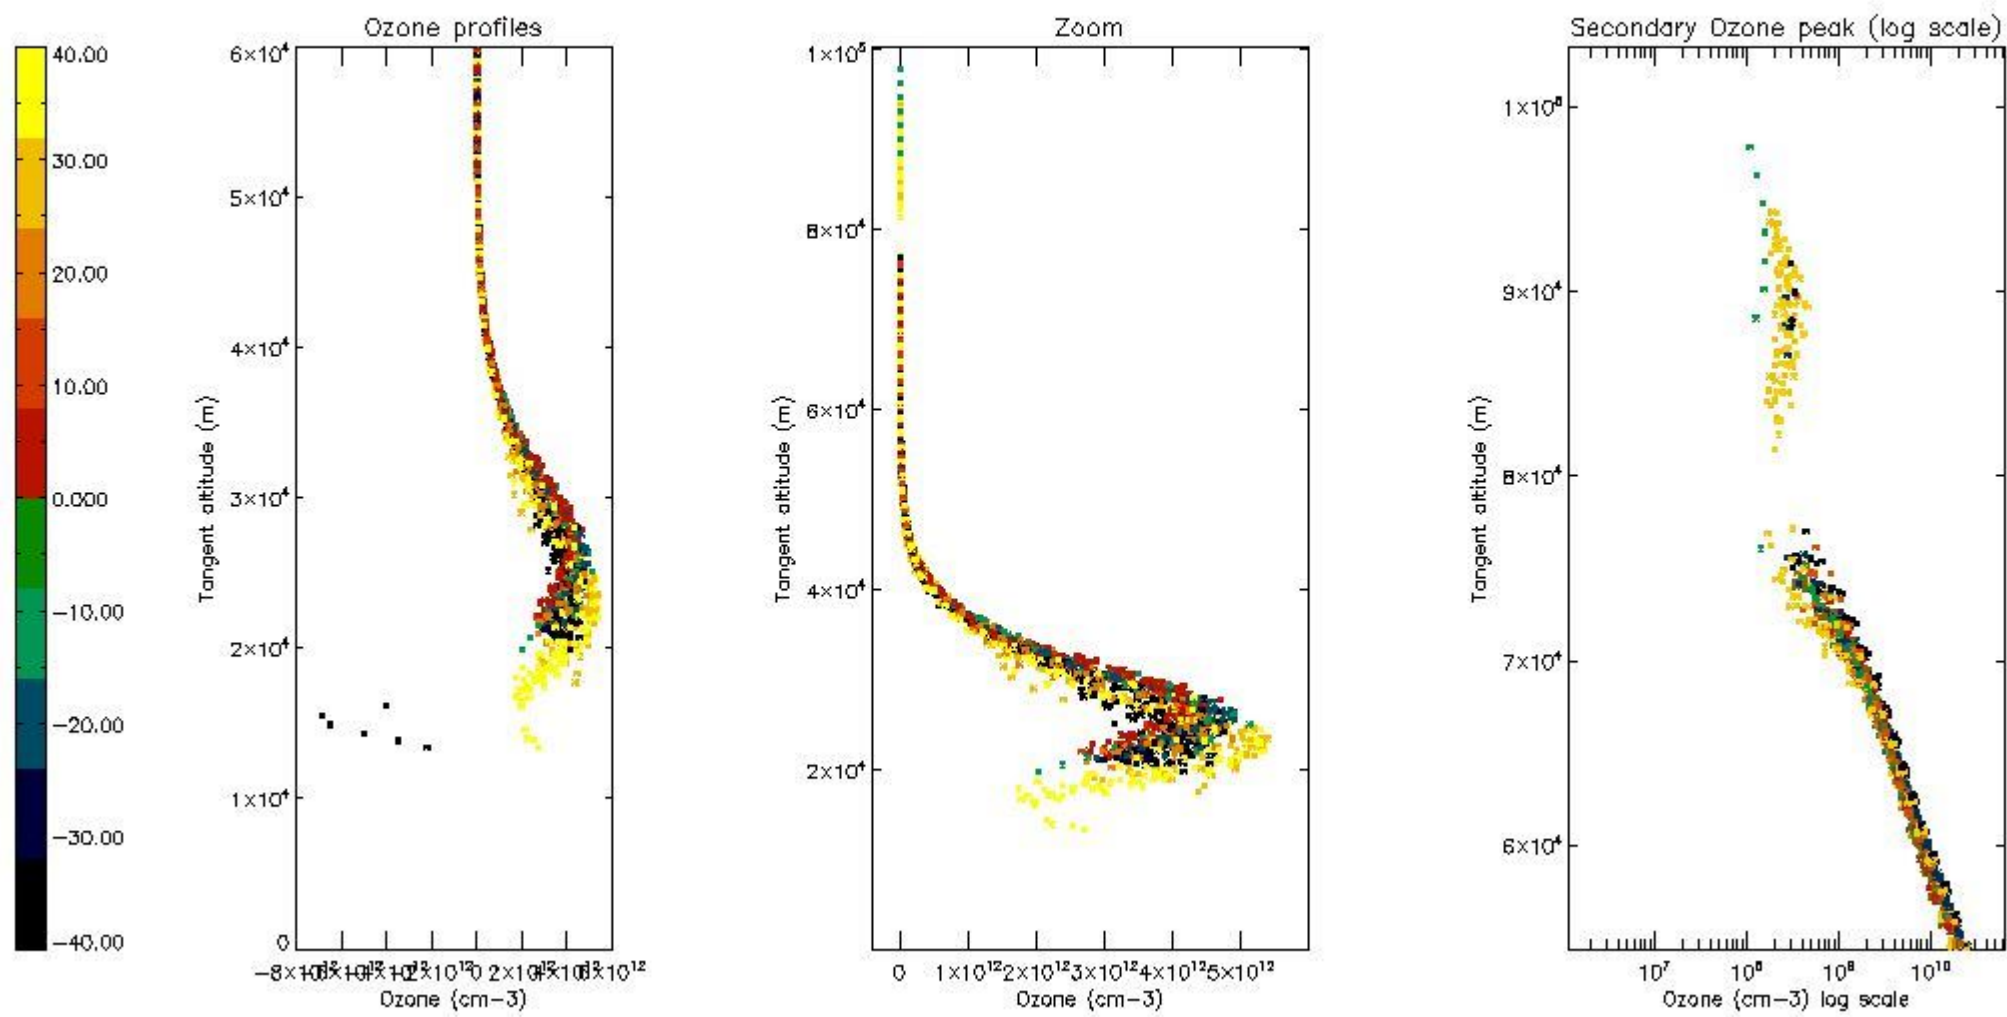 Ozone profiles
Zoom
Secondary Ozone peak (log scale)
40.00
30.00
20.00
10.00
-10.00
-20.00
-30.00
-40.00
6×10⁴
5×10⁴
4×10⁴
3×10⁴
2×10⁴
1×10⁴
0
Tangent altitude (m)
Ozone (cm-3)
1×10⁵
8×10⁴
6×10⁴
4×10⁴
2×10⁴
Tangent altitude (m)
0 1×10¹² 2×10¹² 3×10¹² 4×10¹² 5×10¹²
Ozone (cm-3)
9×10⁴
8×10⁴
7×10⁴
6×10⁴
Tangent altitude (m)
10⁷ 10⁸ 10⁹ 10¹⁰
Ozone (cm-3) log scale